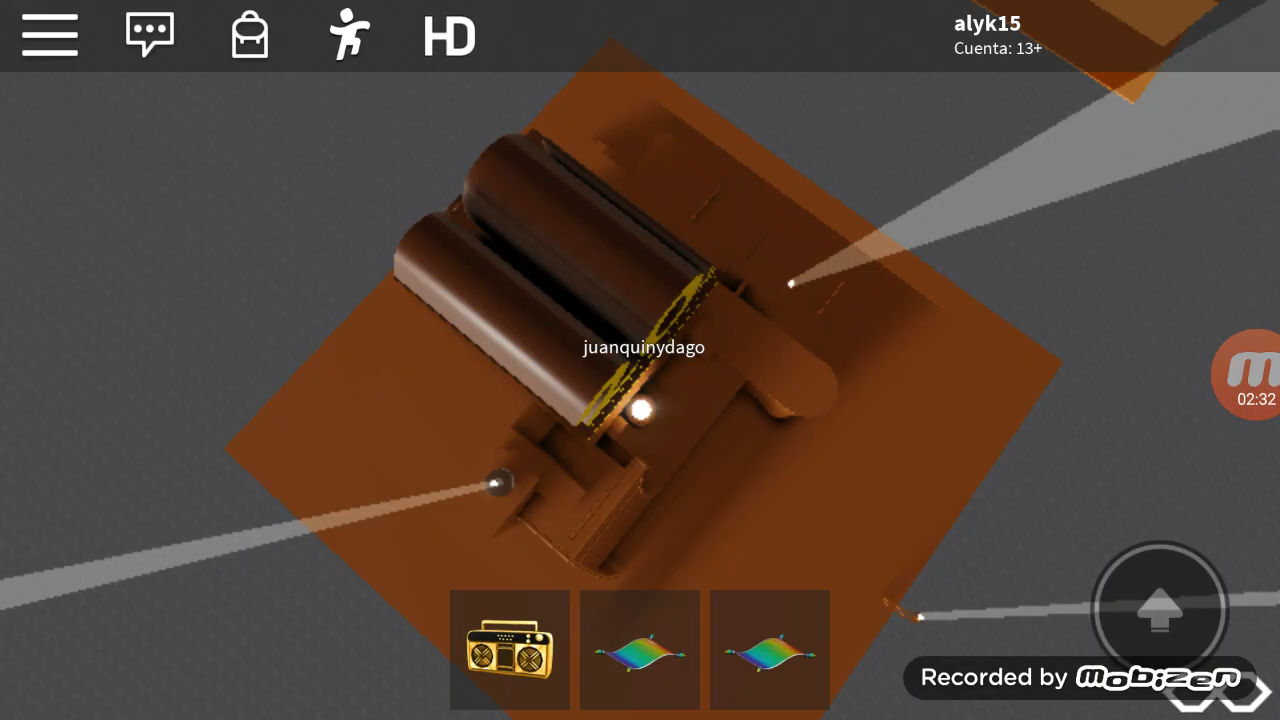 HD
alyk15
Cuenta: 13+
juanquinydago
02:32
Recorded by Mobizen